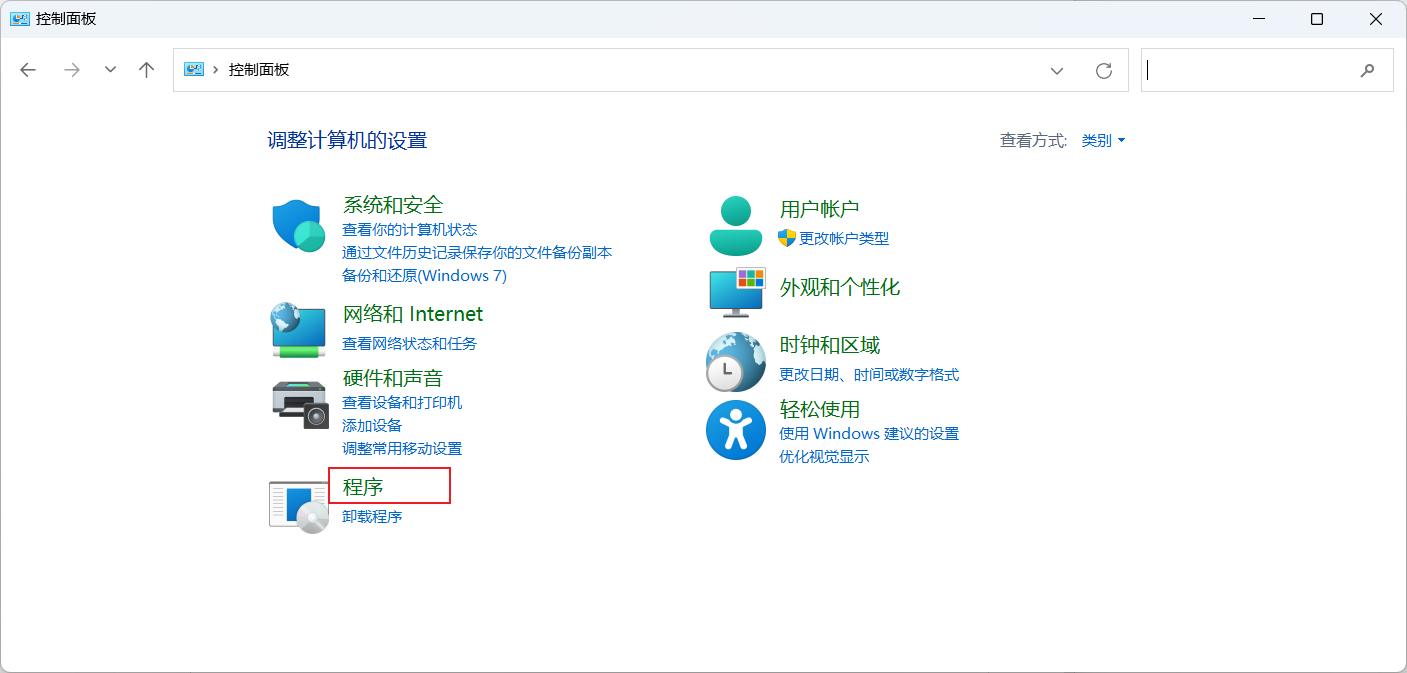 控制面板
控制面板
调整计算机的设置
查看方式: 类别
系统和安全
查看你的计算机状态
通过文件历史记录保存你的文件备份副本
备份和还原(Windows 7)
网络和 Internet
查看网络状态和任务
硬件和声音
查看设备和打印机
添加设备
调整常用移动设置
程序
卸载程序
用户帐户
更改帐户类型
外观和个性化
时钟和区域
更改日期、时间或数字格式
轻松使用
使用 Windows 建议的设置
优化视觉显示